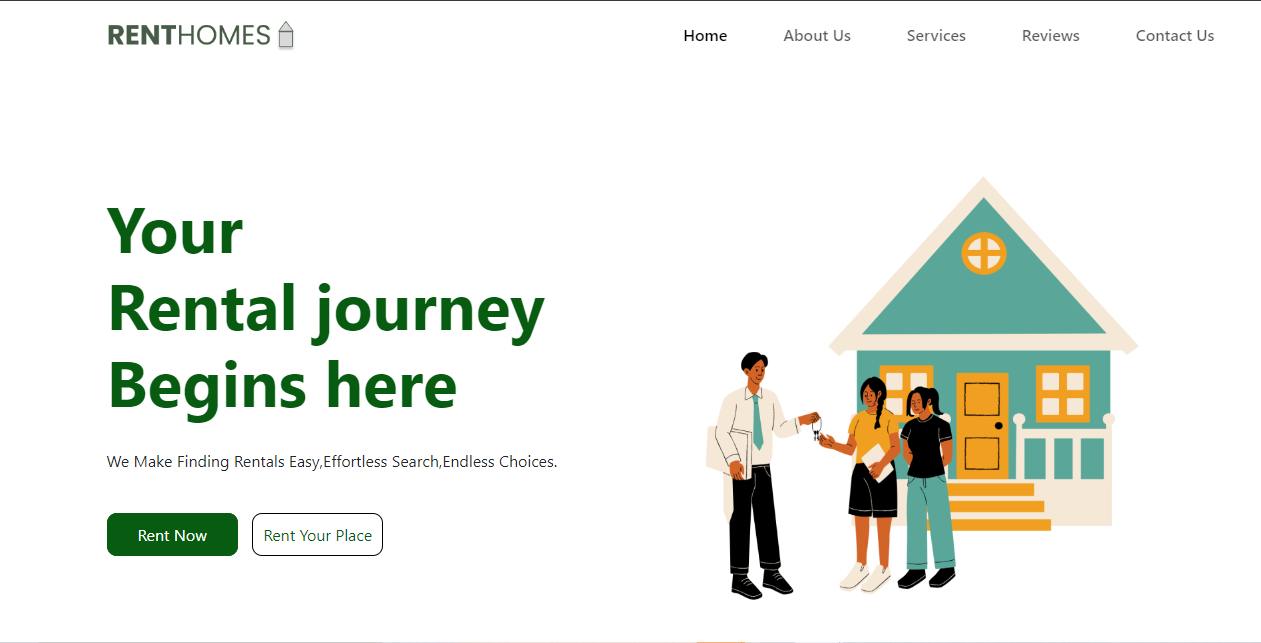 RENTHOMES
Home About Us Services Reviews Contact Us
Your
Rental journey
Begins here
We Make Finding Rentals Easy,Effortless Search,Endless Choices.
Rent Now Rent Your Place